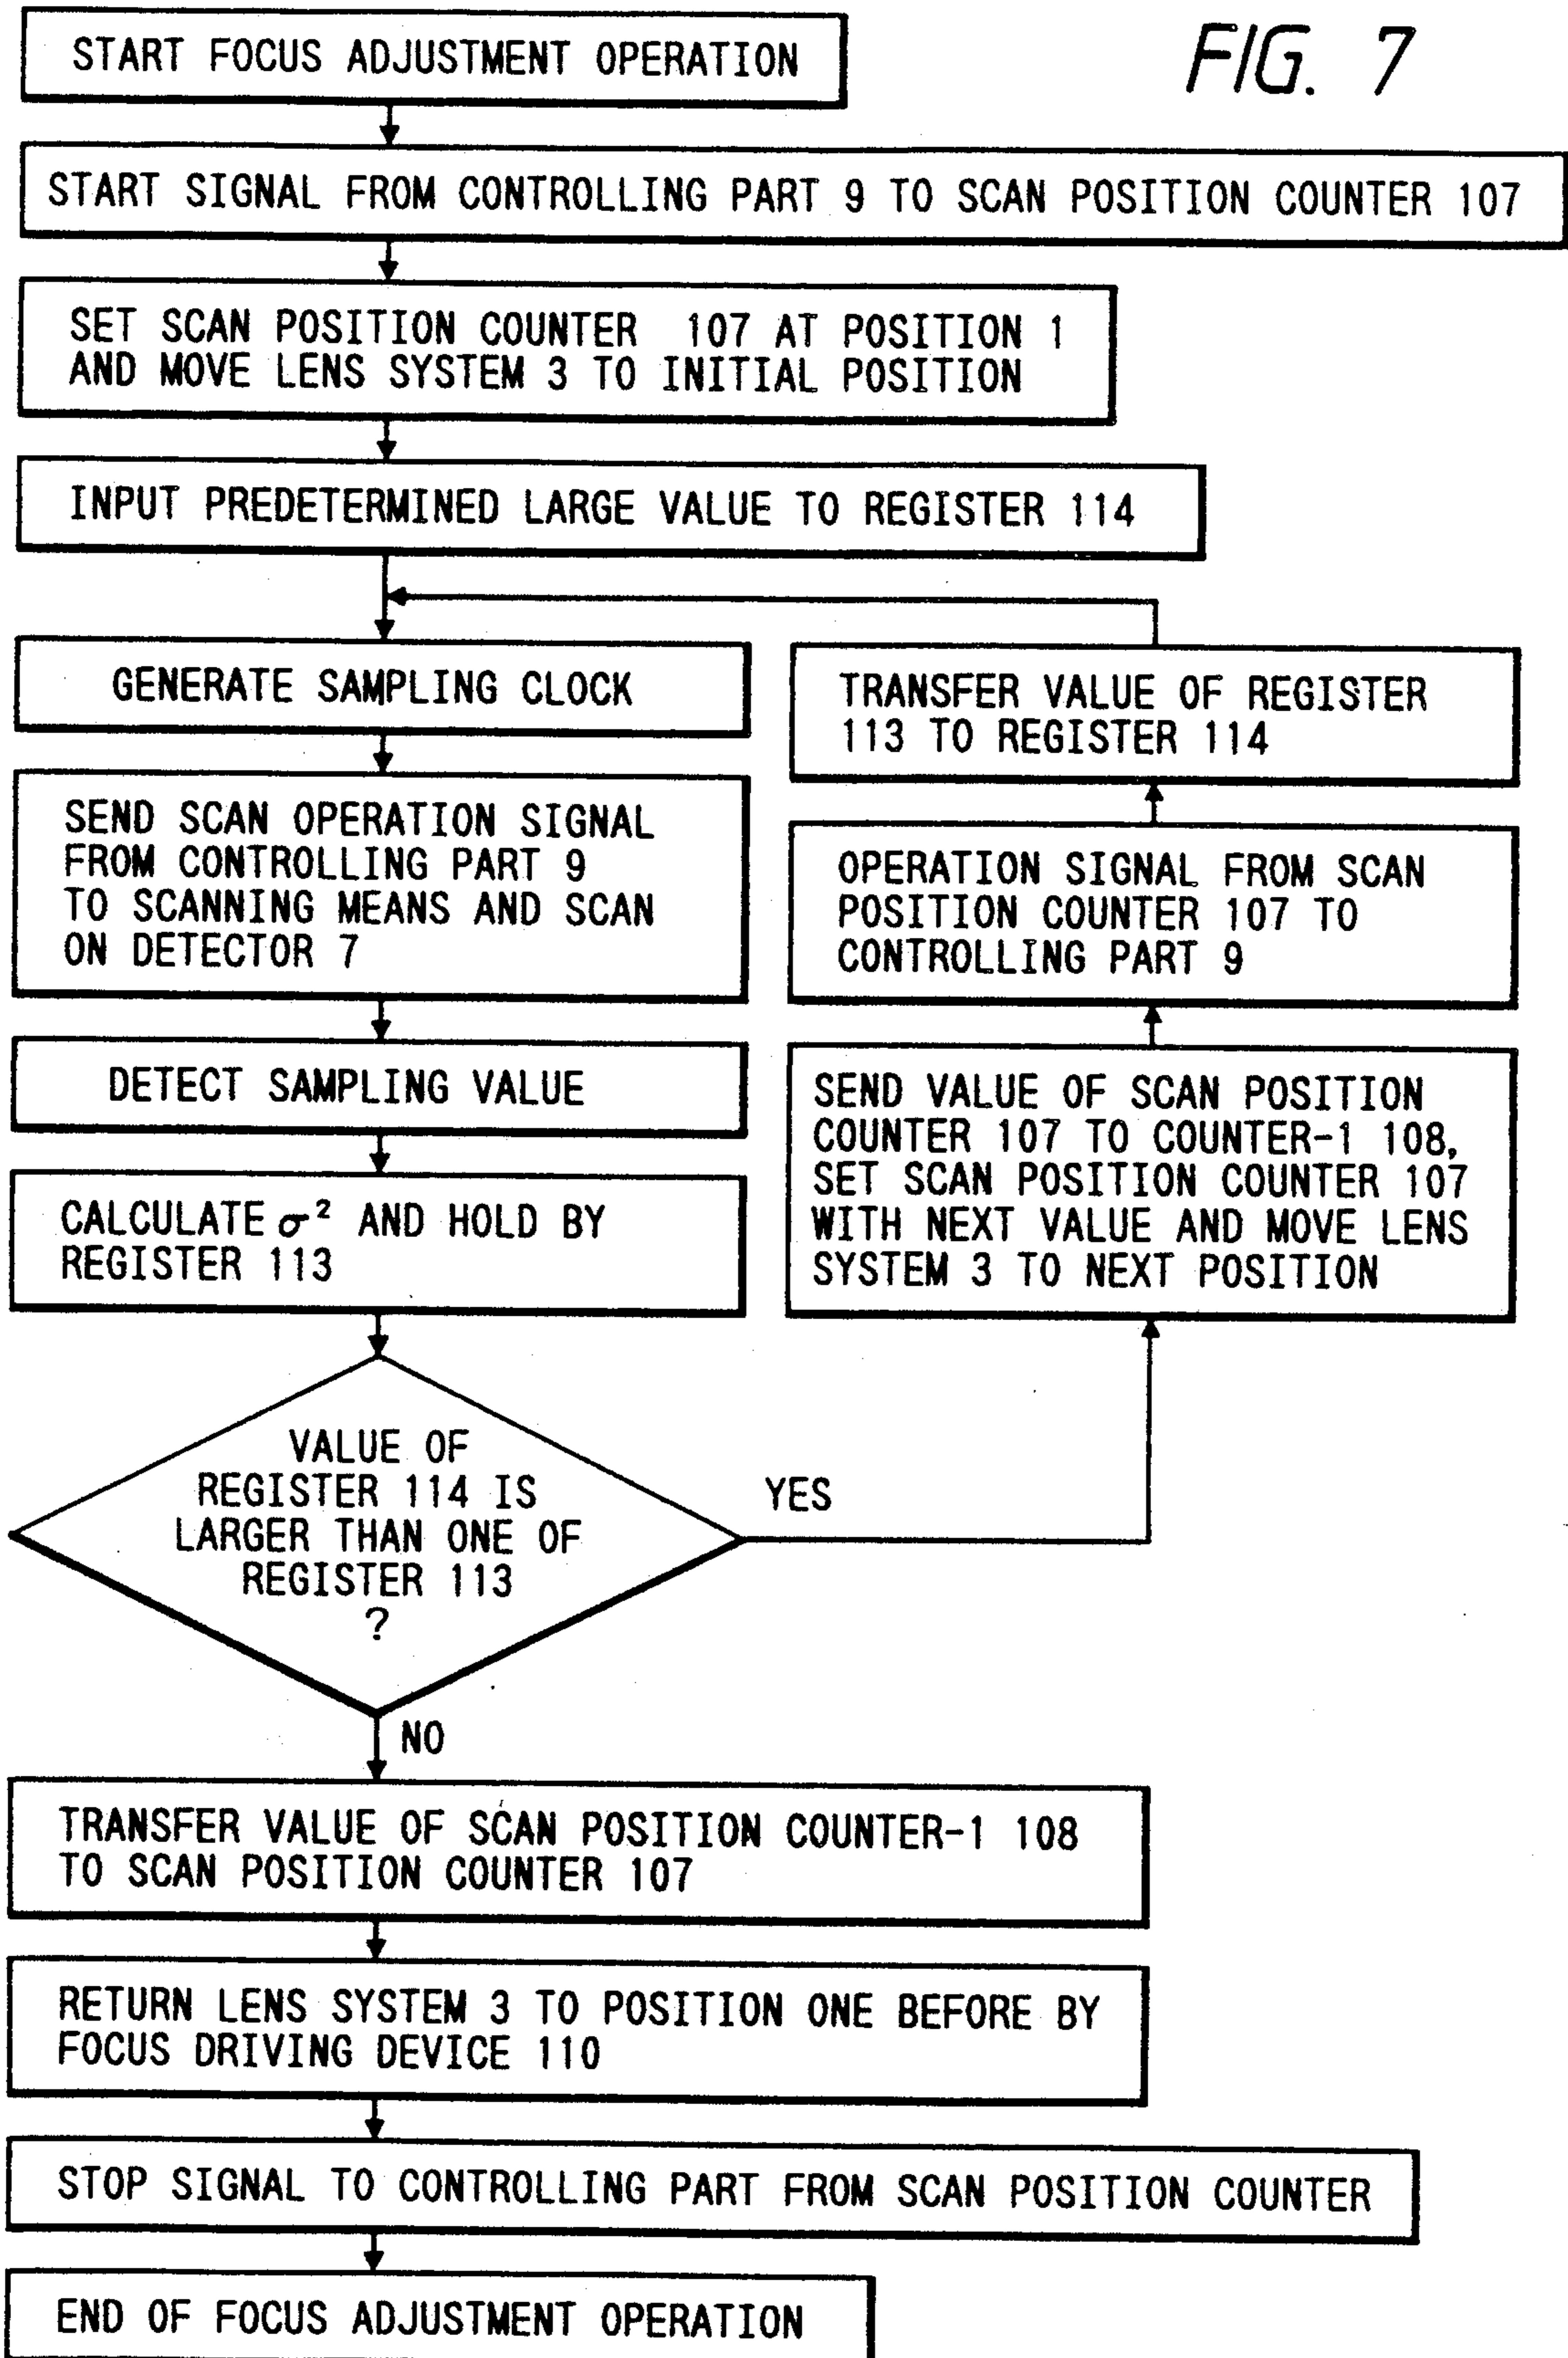 FIG. 7
START FOCUS ADJUSTMENT OPERATION
START SIGNAL FROM CONTROLLING PART 9 TO SCAN POSITION COUNTER 107
SET SCAN POSITION COUNTER 107 AT POSITION 1
AND MOVE LENS SYSTEM 3 TO INITIAL POSITION
INPUT PREDETERMINED LARGE VALUE TO REGISTER 114
GENERATE SAMPLING CLOCK
SEND SCAN OPERATION SIGNAL
FROM CONTROLLING PART 9
TO SCANNING MEANS AND SCAN
ON DETECTOR 7
DETECT SAMPLING VALUE
CALCULATE σ² AND HOLD BY
REGISTER 113
VALUE OF
REGISTER 114 IS
LARGER THAN ONE OF
REGISTER 113
?
YES
SEND VALUE OF SCAN POSITION
COUNTER 107 TO COUNTER-1 108,
SET SCAN POSITION COUNTER 107
WITH NEXT VALUE AND MOVE LENS
SYSTEM 3 TO NEXT POSITION
OPERATION SIGNAL FROM SCAN
POSITION COUNTER 107 TO
CONTROLLING PART 9
TRANSFER VALUE OF REGISTER
113 TO REGISTER 114
NO
TRANSFER VALUE OF SCAN POSITION COUNTER-1 108
TO SCAN POSITION COUNTER 107
RETURN LENS SYSTEM 3 TO POSITION ONE BEFORE BY
FOCUS DRIVING DEVICE 110
STOP SIGNAL TO CONTROLLING PART FROM SCAN POSITION COUNTER
END OF FOCUS ADJUSTMENT OPERATION